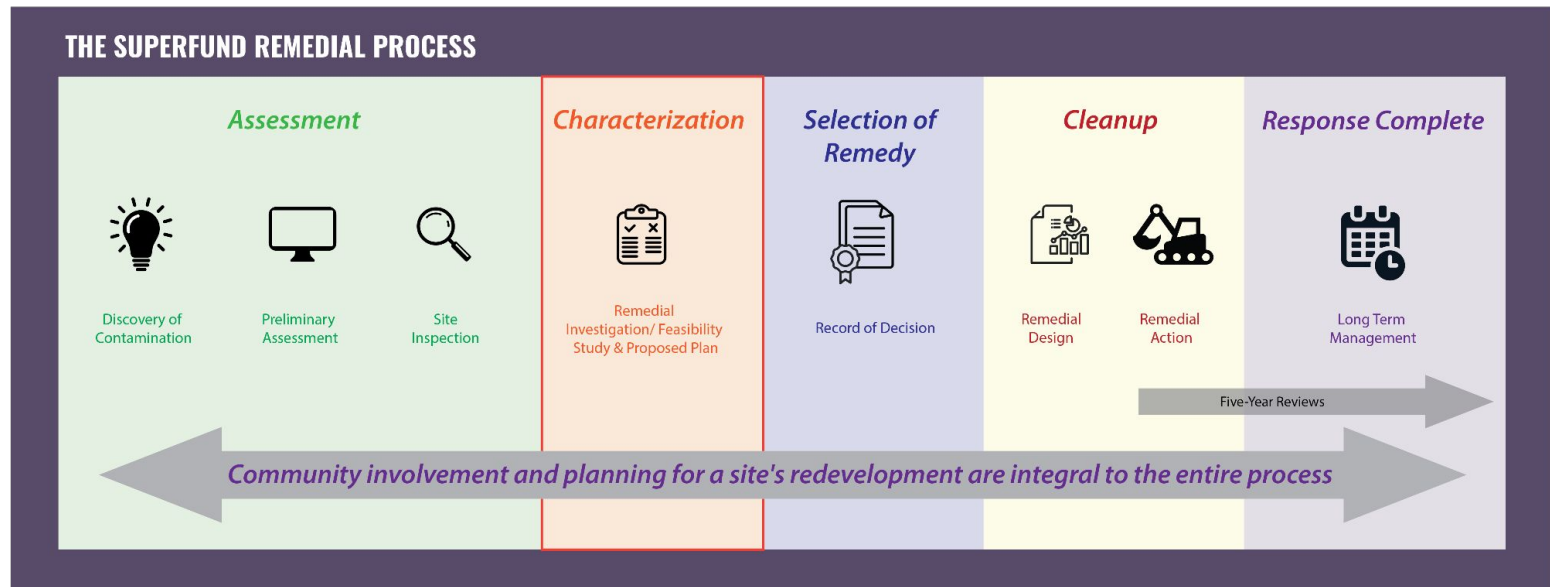 THE SUPERFUND REMEDIAL PROCESS
Assessment
Characterization
Selection of
Remedy
Cleanup
Response Complete
Discovery of
Contamination
Preliminary
Assessment
Site
Inspection
Remedial
Investigation/ Feasibility
Study & Proposed Plan
Record of Decision
Remedial
Design
Remedial
Action
Long Term
Management
Five-Year Reviews
Community involvement and planning for a site's redevelopment are integral to the entire process